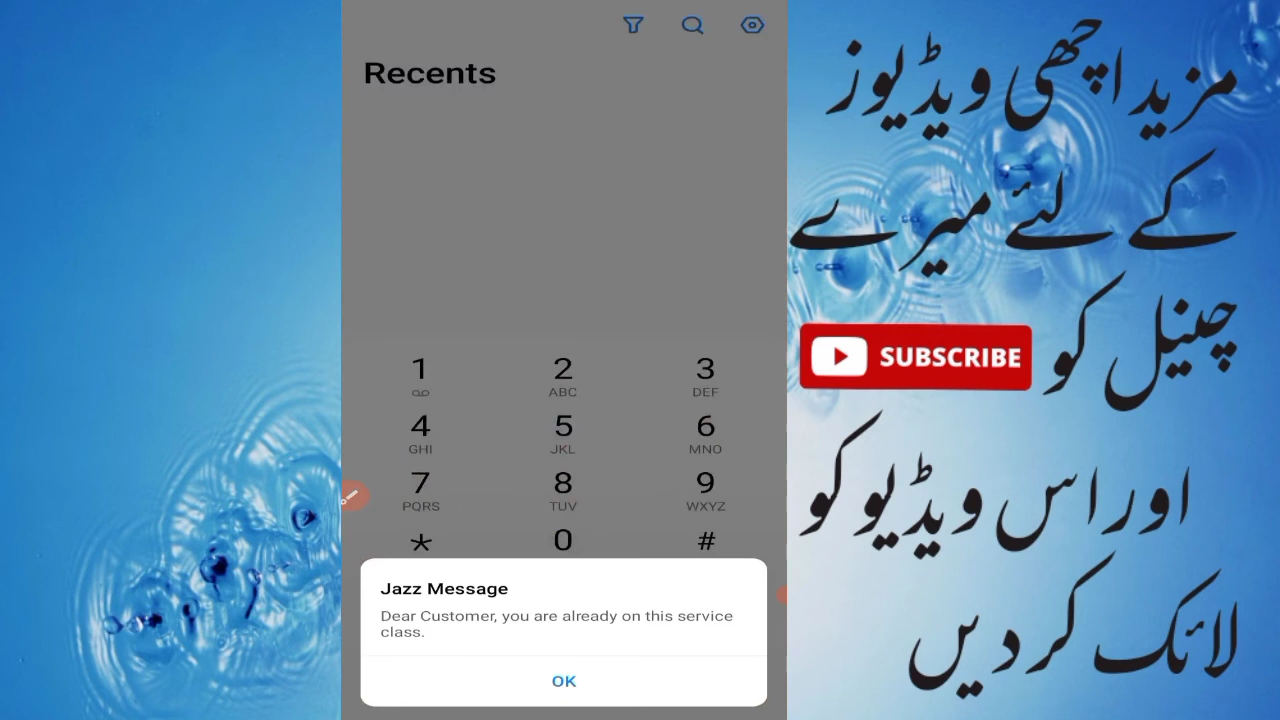 Recents
1
2 ABC
3 DEF
4 GHI
5 JKL
6 MNO
7 PQRS
8 TUV
9 WXYZ
*
0
#
Jazz Message
Dear Customer, you are already on this service
class.
OK
مزید اچھی ویڈیوز
کے لئے میرے
چینل کو SUBSCRIBE
اور اس ویڈیو کو
لائک کر دیں